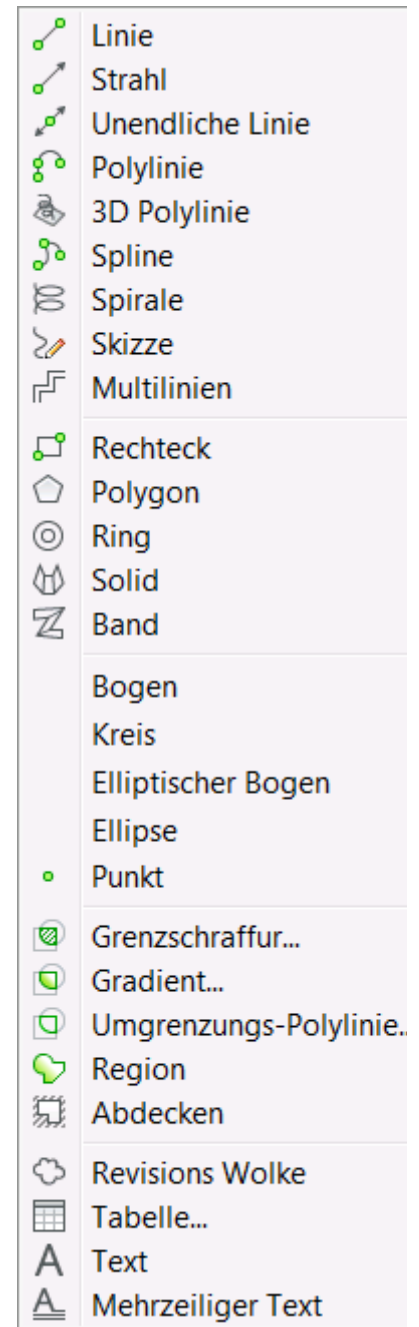 Linie
Strahl
Unendliche Linie
Polylinie
3D Polylinie
Spline
Spirale
Skizze
Multilinien
Rechteck
Polygon
Ring
Solid
Band
Bogen
Kreis
Elliptischer Bogen
Ellipse
Punkt
Grenzschraffur...
Gradient...
Umgrenzungs-Polylinie..
Region
Abdecken
Revisions Wolke
Tabelle...
Text
Mehrzeiliger Text